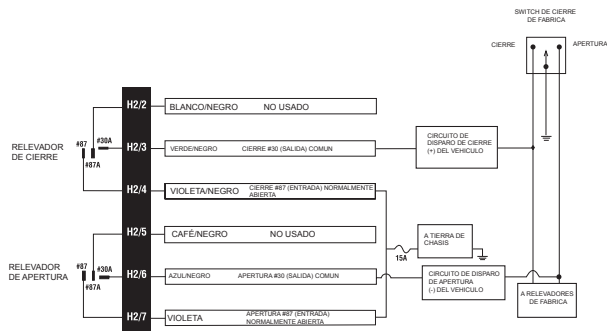 SWITCH DE CIERRE
DE FABRICA
CIERRE
APERTURA
H2/2
BLANCO/NEGRO NO USADO
#87
#30A
#87A
RELEVADOR
DE CIERRE
H2/3
VERDE/NEGRO CIERRE #30 (SALIDA) COMUN
CIRCUITO DE
DISPARO DE CIERRE
(+) DEL VEHICULO
H2/4
VIOLETA/NEGRO CIERRE #87 (ENTRADA) NORMALMENTE
ABIERTA
H2/5
CAFÉ/NEGRO NO USADO
15A
A TIERRA DE
CHASIS
#87
#30A
#87A
RELEVADOR
DE APERTURA
H2/6
AZUL/NEGRO APERTURA #30 (SALIDA) COMUN
CIRCUITO DE DISPARO
DE APERTURA
(-) DEL VEHICULO
A RELEVADORES
DE FABRICA
H2/7
VIOLETA APERTURA #87 (ENTRADA)
NORMALMENTE ABIERTA